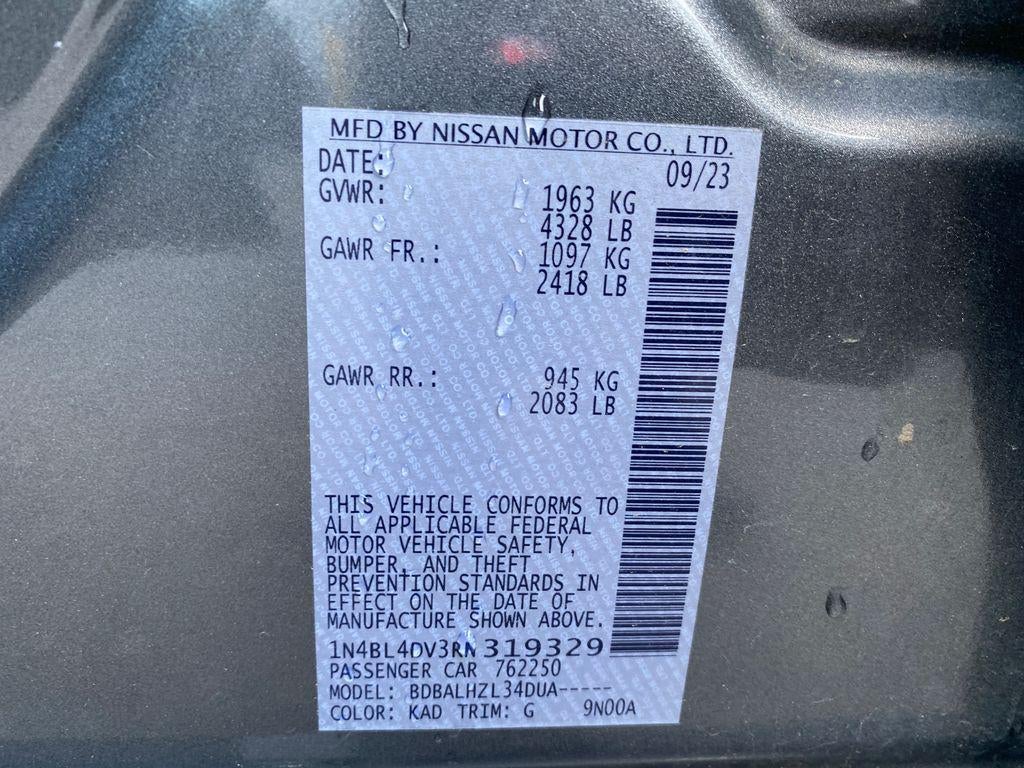 MFD BY NISSAN MOTOR CO., LTD.
DATE: 09/23
GVWR: 1963 KG
4328 LB
GAWR FR.: 1097 KG
2418 LB
GAWR RR.: 945 KG
2083 LB
THIS VEHICLE CONFORMS TO
ALL APPLICABLE FEDERAL
MOTOR VEHICLE SAFETY,
BUMPER, AND THEFT
PREVENTION STANDARDS IN
EFFECT ON THE DATE OF
MANUFACTURE SHOWN ABOVE.
1N4BL4DV3RN319329
PASSENGER CAR 762250
MODEL: BDBALHZL34DUA-----
COLOR: KAD TRIM: G 9N00A